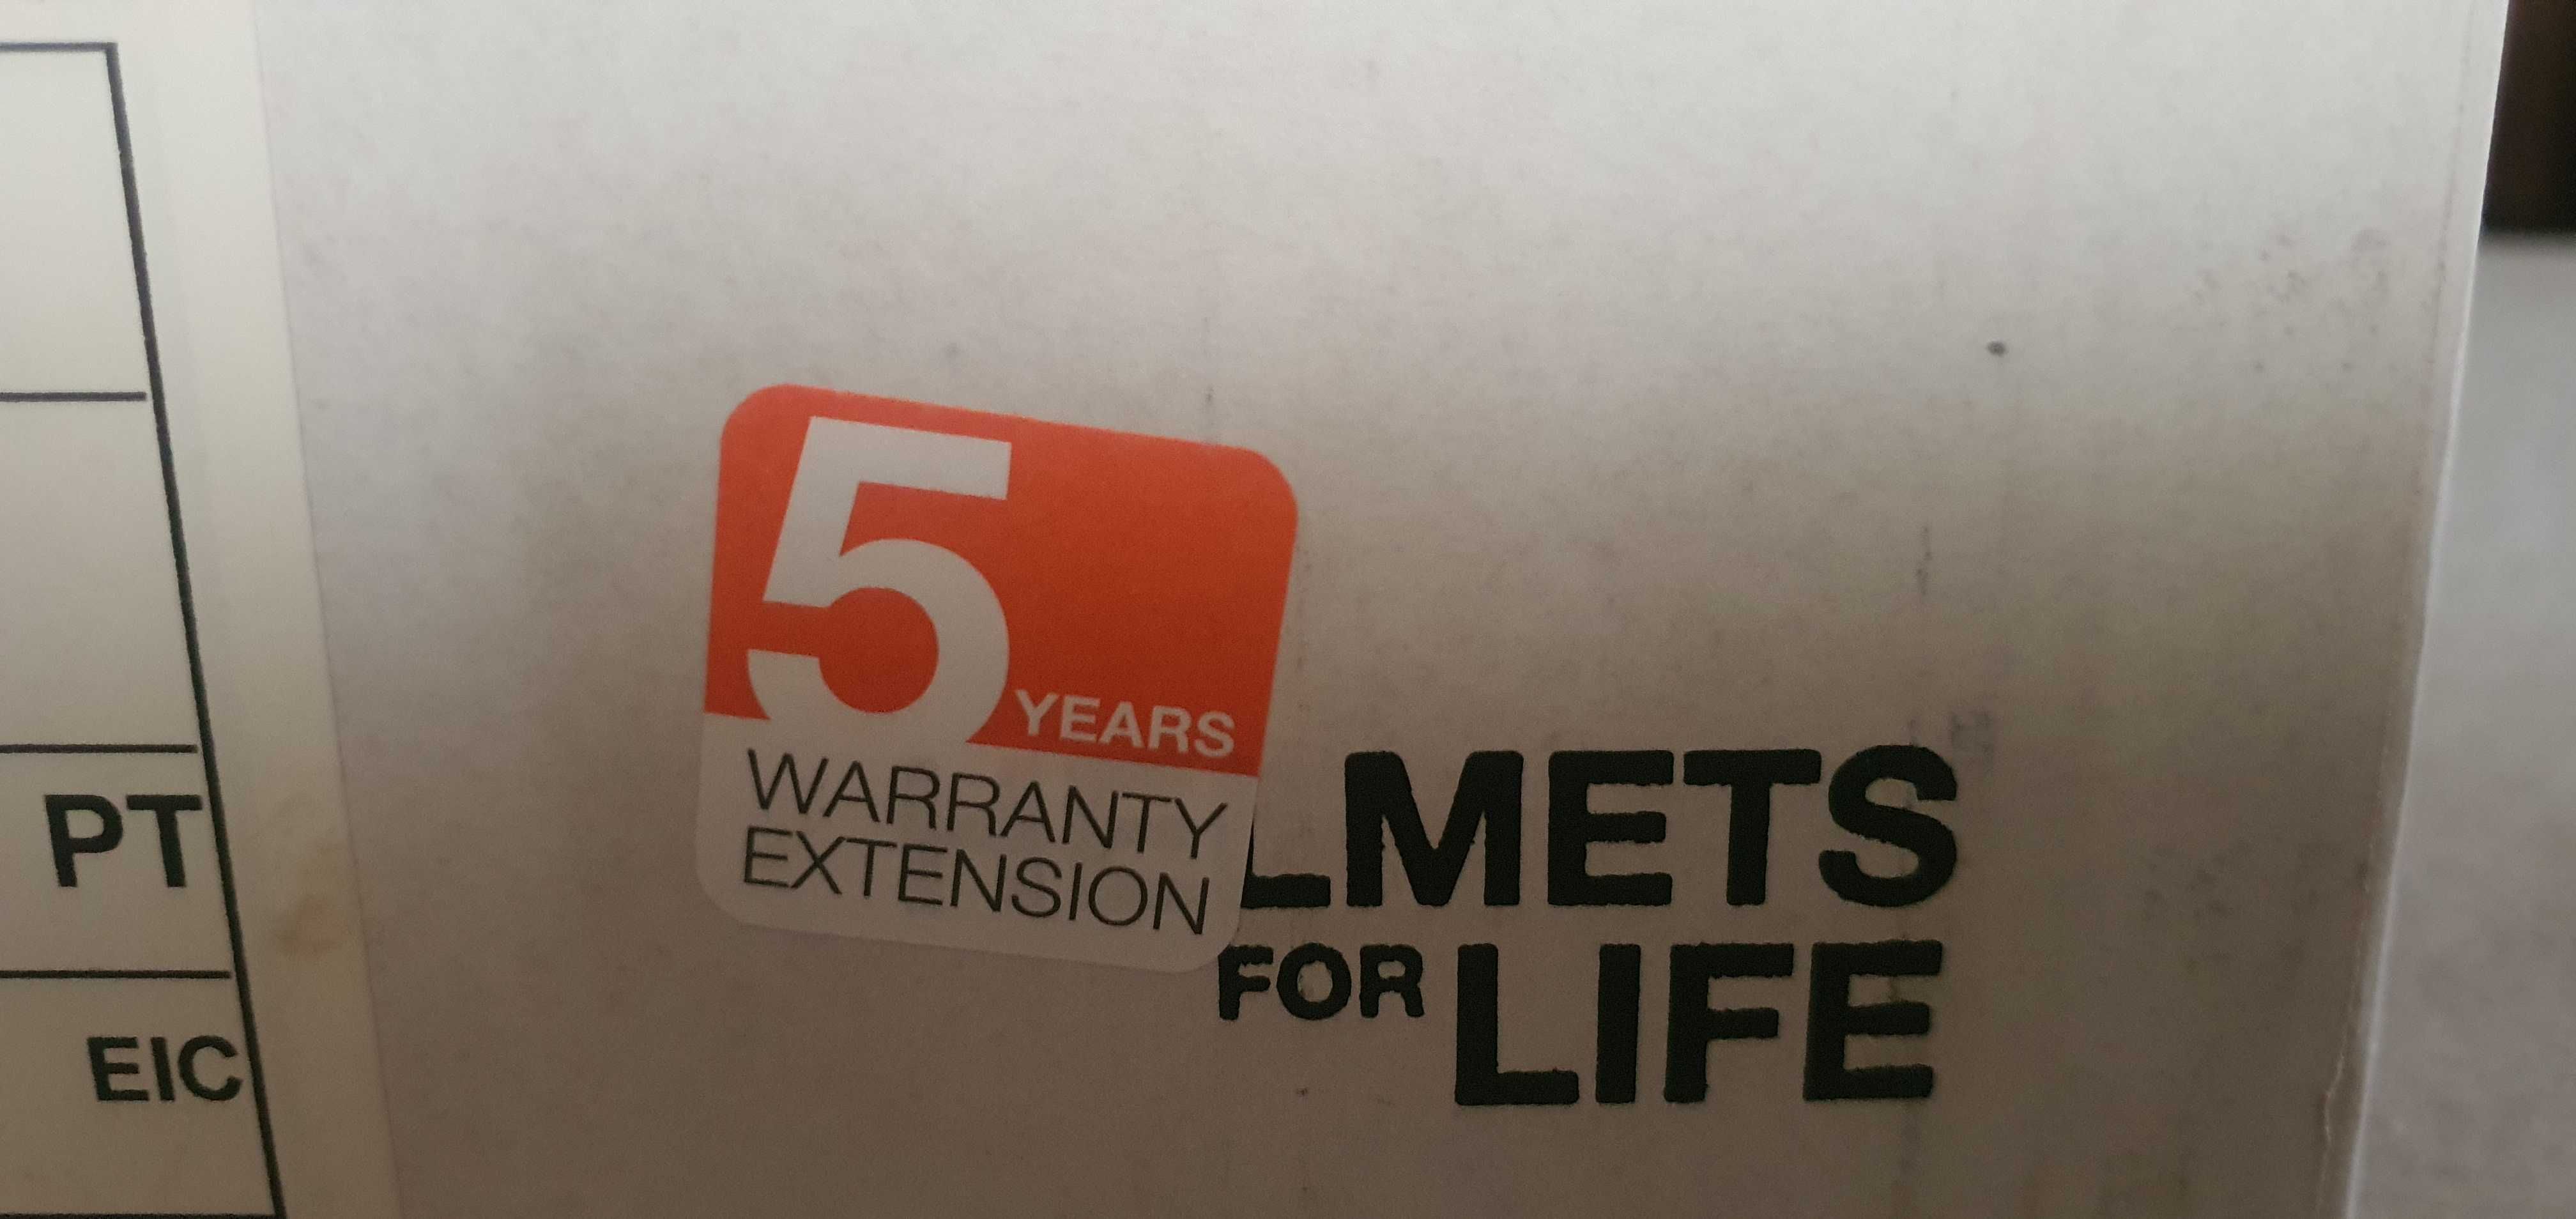 5 YEARS
WARRANTY
EXTENSION
LMETS
FOR LIFE
PT
EIC